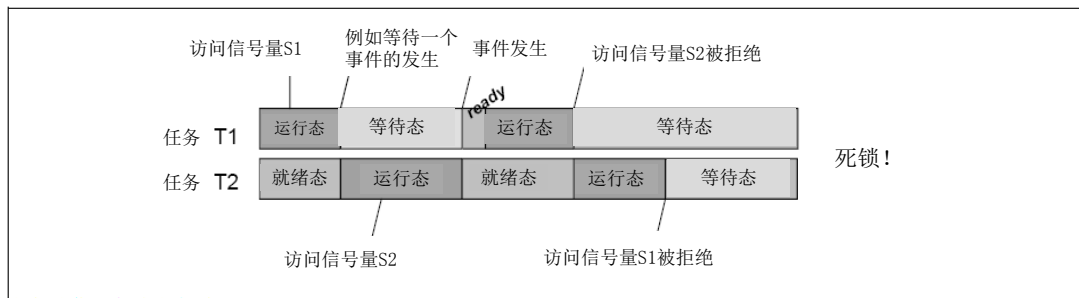 访问信号量S1
例如等待一个
事件的发生
事件发生
访问信号量S2被拒绝
任务 T1
运行态
等待态
ready
运行态
等待态
任务 T2
就绪态
运行态
就绪态
运行态
等待态
死锁！
访问信号量S2
访问信号量S1被拒绝